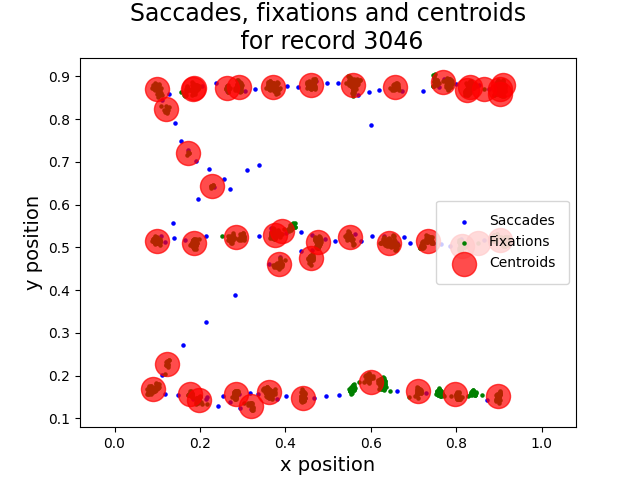 Saccades, fixations and centroids
for record 3046
y position
0.9
0.8
0.7
0.6
0.5
0.4
0.3
0.2
0.1
Saccades
Fixations
Centroids
0.0 0.2 0.4 0.6 0.8 1.0
x position